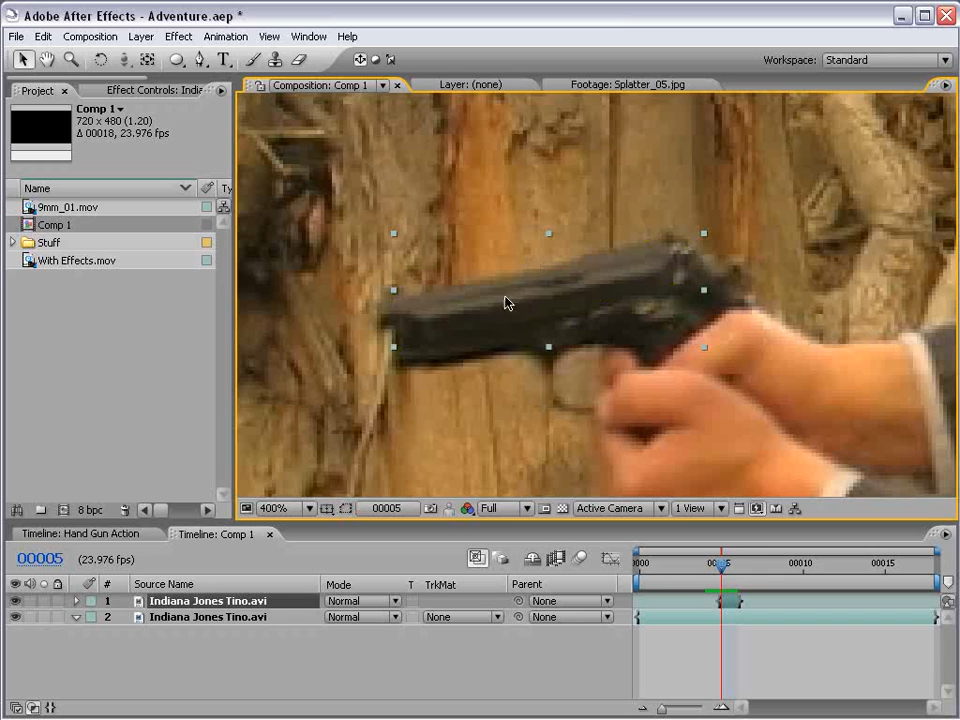 Adobe After Effects - Adventure.aep *
File Edit Composition Layer Effect Animation View Window Help
Workspace: Standard
Project Effect Controls: India
Composition: Comp 1 Layer: (none) Footage: Splatter_05.jpg
Comp 1
720 x 480 (1.20)
Δ 00018, 23.976 fps
Name Ty
9mm_01.mov
Comp 1
Stuff
With Effects.mov
8 bpc
400% 00005 Full Active Camera 1 View
Timeline: Hand Gun Action Timeline: Comp 1
00005 (23.976 fps)
# Source Name Mode T TrkMat Parent
1 Indiana Jones Tino.avi Normal None
2 Indiana Jones Tino.avi Normal None None
00010 00015